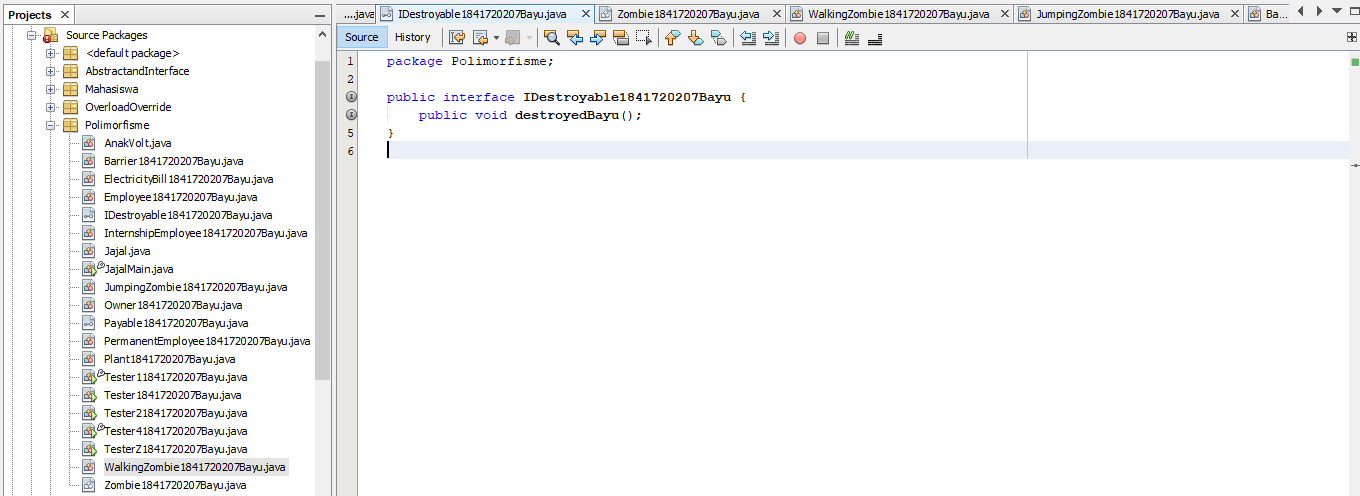 Projects
Source Packages
<default package>
AbstractandInterface
Mahasiswa
OverloadOverride
Polimorfisme
AnakVolt.java
Barrier1841720207Bayu.java
ElectricityBill1841720207Bayu.java
Employee1841720207Bayu.java
IDestroyable1841720207Bayu.java
InternshipEmployee1841720207Bayu.java
Jajal.java
JajalMain.java
JumpingZombie1841720207Bayu.java
Owner1841720207Bayu.java
Payable1841720207Bayu.java
PermanentEmployee1841720207Bayu.java
Plant1841720207Bayu.java
Tester11841720207Bayu.java
Tester1841720207Bayu.java
Tester21841720207Bayu.java
Tester41841720207Bayu.java
TesterZ1841720207Bayu.java
WalkingZombie1841720207Bayu.java
Zombie1841720207Bayu.java
....java IDestroyable1841720207Bayu.java Zombie1841720207Bayu.java WalkingZombie1841720207Bayu.java JumpingZombie1841720207Bayu.java Ba...
Source History
1 package Polimorfisme;
2
public interface IDestroyable1841720207Bayu {
public void destroyedBayu();
5 }
6